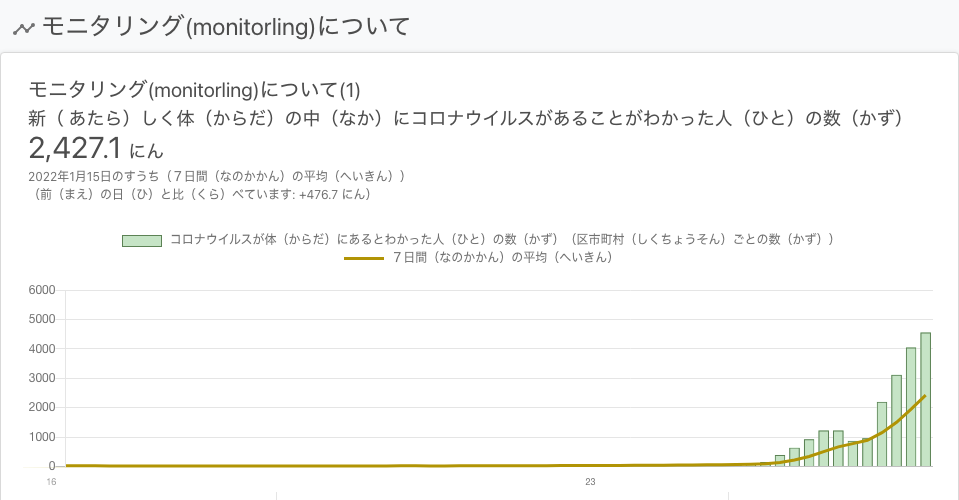 モニタリング(monitorling)について
モニタリング(monitorling)について(1)
新（ あたら）しく体（からだ）の中（なか）にコロナウイルスがあることがわかった人（ひと）の数（かず）
2,427.1 にん
2022年1月15日のすうち（７日間（なのかかん）の平均（へいきん））
（前（まえ）の日（ひ）と比（くら）べています: +476.7 にん）
コロナウイルスが体（からだ）にあるとわかった人（ひと）の数（かず）（区市町村（しくちょうそん）ごとの数（かず））
７日間（なのかかん）の平均（へいきん）
6000
5000
4000
3000
2000
1000
0
16 23